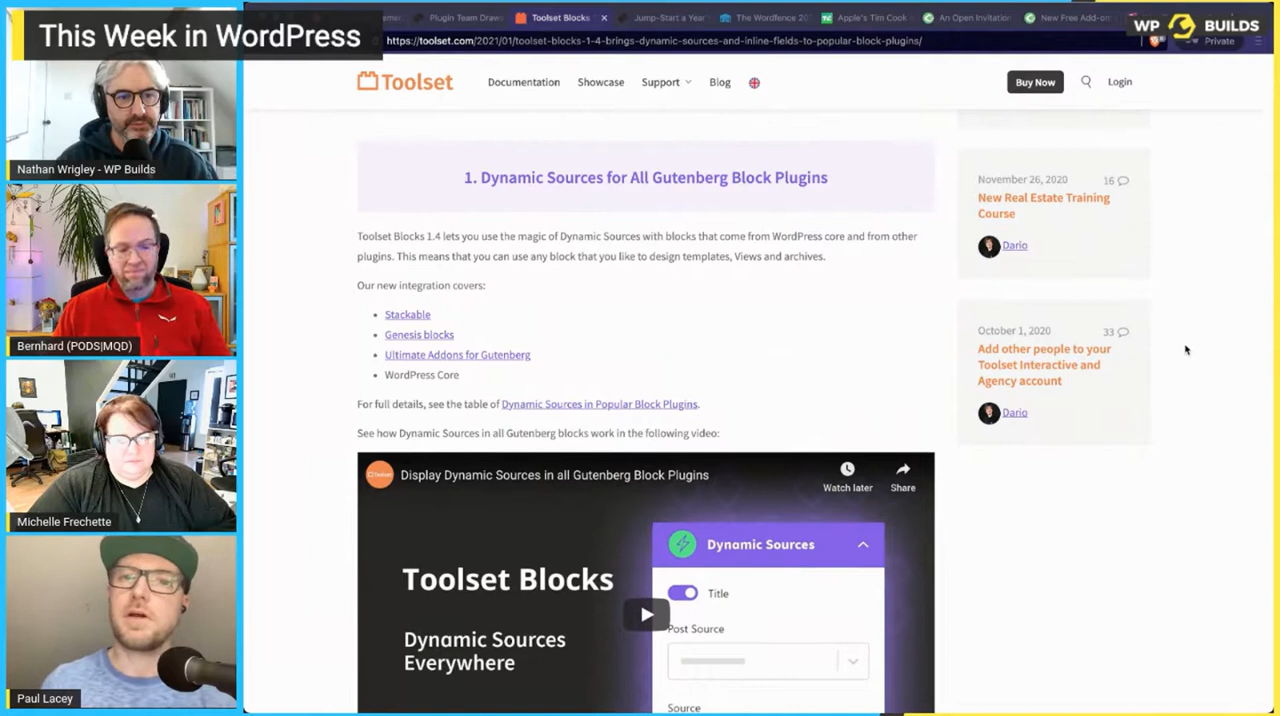 This Week in WordPress
Plugin Team Draws
Toolset Blocks
Jump-Start a Year
The Wordfence 20
Apple's Tim Cook
An Open Invitation
New Free Add-on
WP BUILDS
https://toolset.com/2021/01/toolset-blocks-1-4-brings-dynamic-sources-and-inline-fields-to-popular-block-plugins/
Private
Toolset
Documentation
Showcase
Support
Blog
Buy Now
Login
Nathan Wrigley - WP Builds
1. Dynamic Sources for All Gutenberg Block Plugins
Toolset Blocks 1.4 lets you use the magic of Dynamic Sources with blocks that come from WordPress core and from other
plugins. This means that you can use any block that you like to design templates, Views and archives.
Our new integration covers:
• Stackable
• Genesis blocks
• Ultimate Addons for Gutenberg
• WordPress Core
For full details, see the table of Dynamic Sources in Popular Block Plugins.
See how Dynamic Sources in all Gutenberg blocks work in the following video:
November 26, 2020 16
New Real Estate Training
Course
Dario
October 1, 2020 33
Add other people to your
Toolset Interactive and
Agency account
Dario
Bernhard (PODS|MQD)
Michelle Frechette
Paul Lacey
Display Dynamic Sources in all Gutenberg Block Plugins
Watch later
Share
Toolset Blocks
Dynamic Sources
Everywhere
Dynamic Sources
Title
Post Source
Source